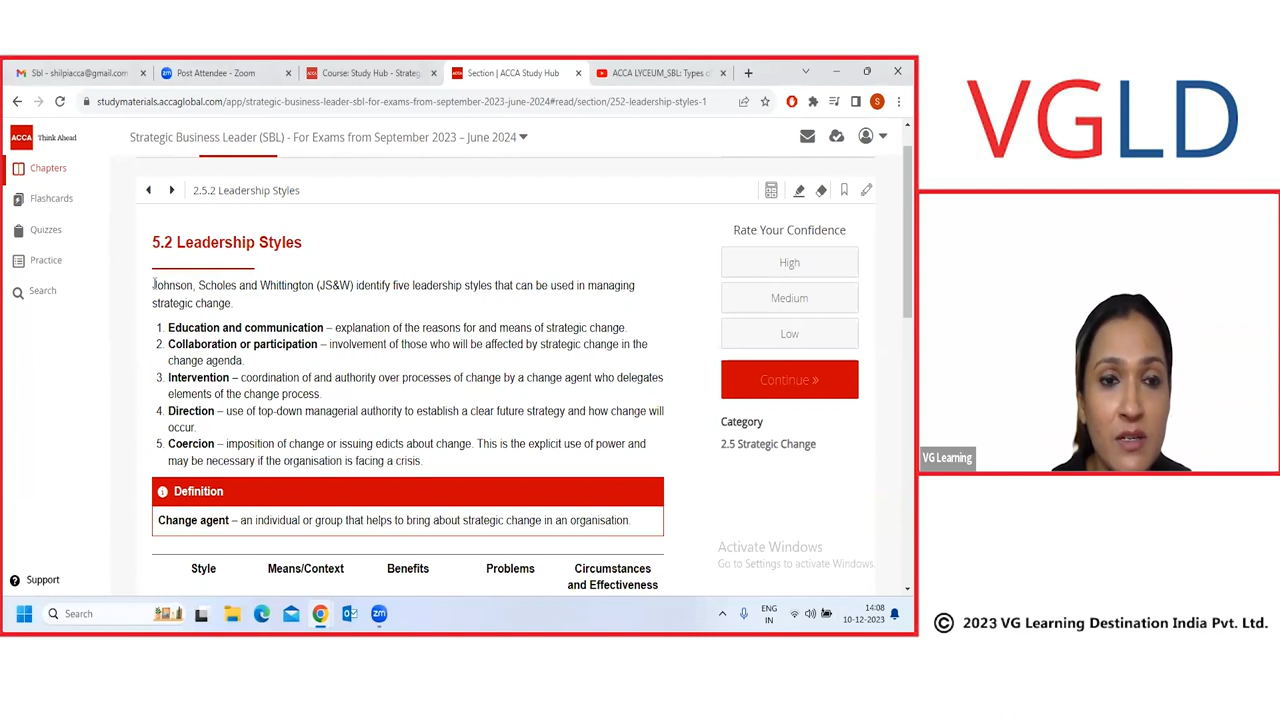 Sbl - shilpiacca@gmail.com
Post Attendee - Zoom
Course: Study Hub - Strateg
Section | ACCA Study Hub
ACCA LYCEUM_SBL: Types o
studymaterials.accaglobal.com/app/strategic-business-leader-sbl-for-exams-from-september-2023-june-2024#read/section/252-leadership-styles-1
S
ACCA Think Ahead
Strategic Business Leader (SBL) - For Exams from September 2023 – June 2024
Chapters
Flashcards
Quizzes
Practice
Search
Support
2.5.2 Leadership Styles
5.2 Leadership Styles
Johnson, Scholes and Whittington (JS&W) identify five leadership styles that can be used in managing
strategic change.
1. Education and communication – explanation of the reasons for and means of strategic change.
2. Collaboration or participation – involvement of those who will be affected by strategic change in the
change agenda.
3. Intervention – coordination of and authority over processes of change by a change agent who delegates
elements of the change process.
4. Direction – use of top-down managerial authority to establish a clear future strategy and how change will
occur.
5. Coercion – imposition of change or issuing edicts about change. This is the explicit use of power and
may be necessary if the organisation is facing a crisis.
Definition
Change agent – an individual or group that helps to bring about strategic change in an organisation.
Style Means/Context Benefits Problems Circumstances
and Effectiveness
Rate Your Confidence
High
Medium
Low
Continue »
Category
2.5 Strategic Change
Activate Windows
Go to Settings to activate Windows.
Search
zm
ENG
IN
14:08
10-12-2023
VGLD
VG Learning
© 2023 VG Learning Destination India Pvt. Ltd.